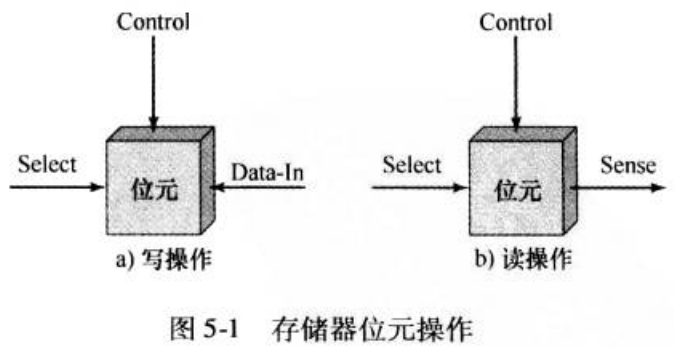 Control
Control
Select
位元
Data-In
Select
位元
Sense
a) 写操作
b) 读操作
图 5-1 存储器位元操作